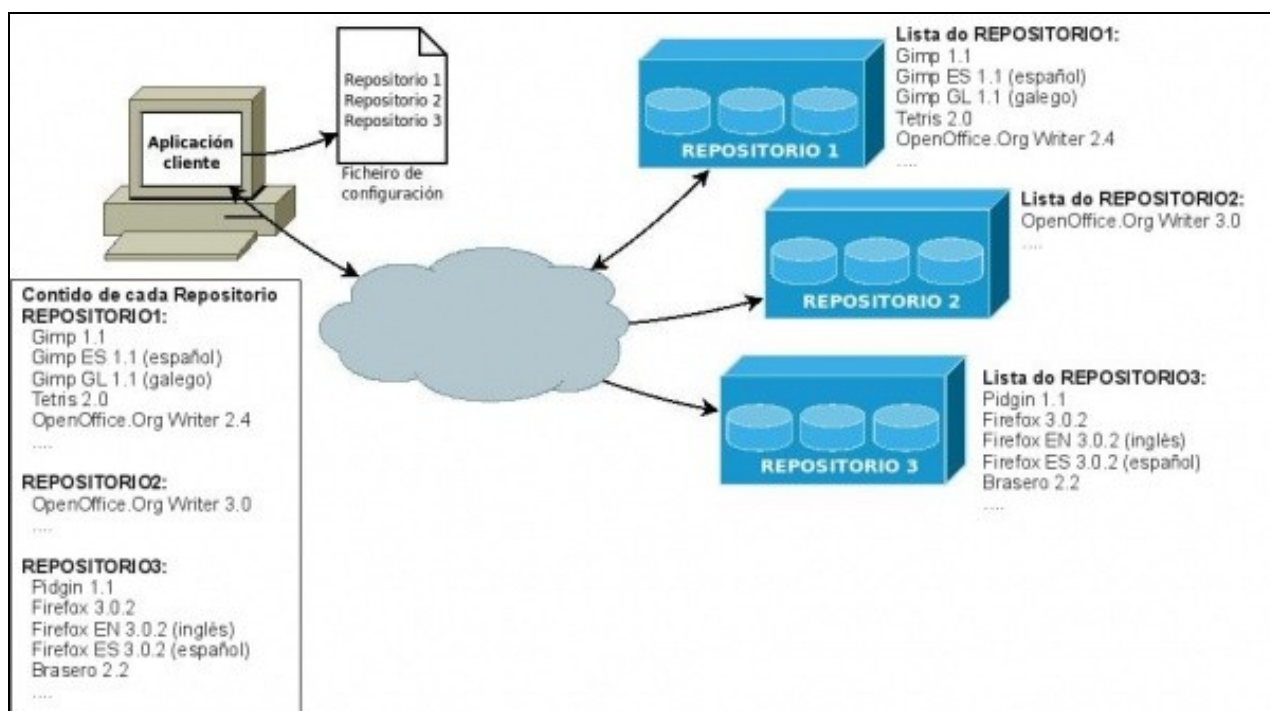 Aplicación
cliente
Repositorio 1
Repositorio 2
Repositorio 3
Ficheiro de
configuración
REPOSITORIO 1
Lista do REPOSITORIO1:
Gimp 1.1
Gimp ES 1.1 (español)
Gimp GL 1.1 (galego)
Tetris 2.0
OpenOffice.Org Writer 2.4
....
REPOSITORIO 2
Lista do REPOSITORIO2:
OpenOffice.Org Writer 3.0
....
REPOSITORIO 3
Lista do REPOSITORIO3:
Pidgin 1.1
Firefox 3.0.2
Firefox EN 3.0.2 (inglés)
Firefox ES 3.0.2 (español)
Brasero 2.2
....
Contido de cada Repositorio
REPOSITORIO1:
Gimp 1.1
Gimp ES 1.1 (español)
Gimp GL 1.1 (galego)
Tetris 2.0
OpenOffice.Org Writer 2.4
....
REPOSITORIO2:
OpenOffice.Org Writer 3.0
....
REPOSITORIO3:
Pidgin 1.1
Firefox 3.0.2
Firefox EN 3.0.2 (inglés)
Firefox ES 3.0.2 (español)
Brasero 2.2
....